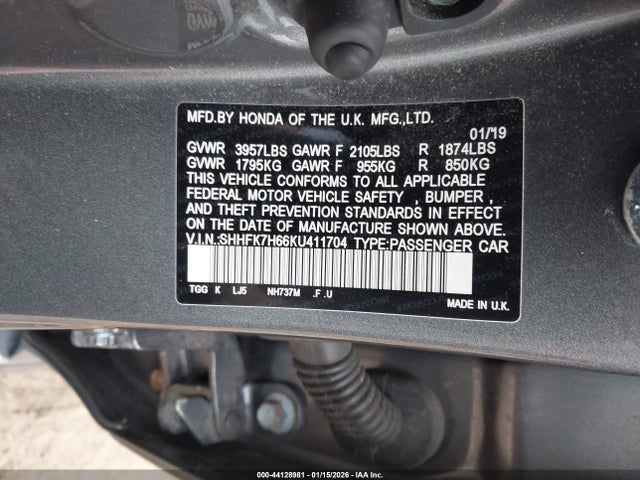 MFD.BY HONDA OF THE U.K. MFG.,LTD.
01/'19
GVWR 3957LBS GAWR F 2105LBS R 1874LBS
GVWR 1795KG GAWR F 955KG R 850KG
THIS VEHICLE CONFORMS TO ALL APPLICABLE
FEDERAL MOTOR VEHICLE SAFETY , BUMPER ,
AND THEFT PREVENTION STANDARDS IN EFFECT
ON THE DATE OF MANUFACTURE SHOWN ABOVE.
V.I.N.:SHHFK7H66KU411704 TYPE:PASSENGER CAR
TGG K LJ5 NH737M .F .U
MADE IN U.K.
000-44128981 - 01/15/2026 - IAA Inc.